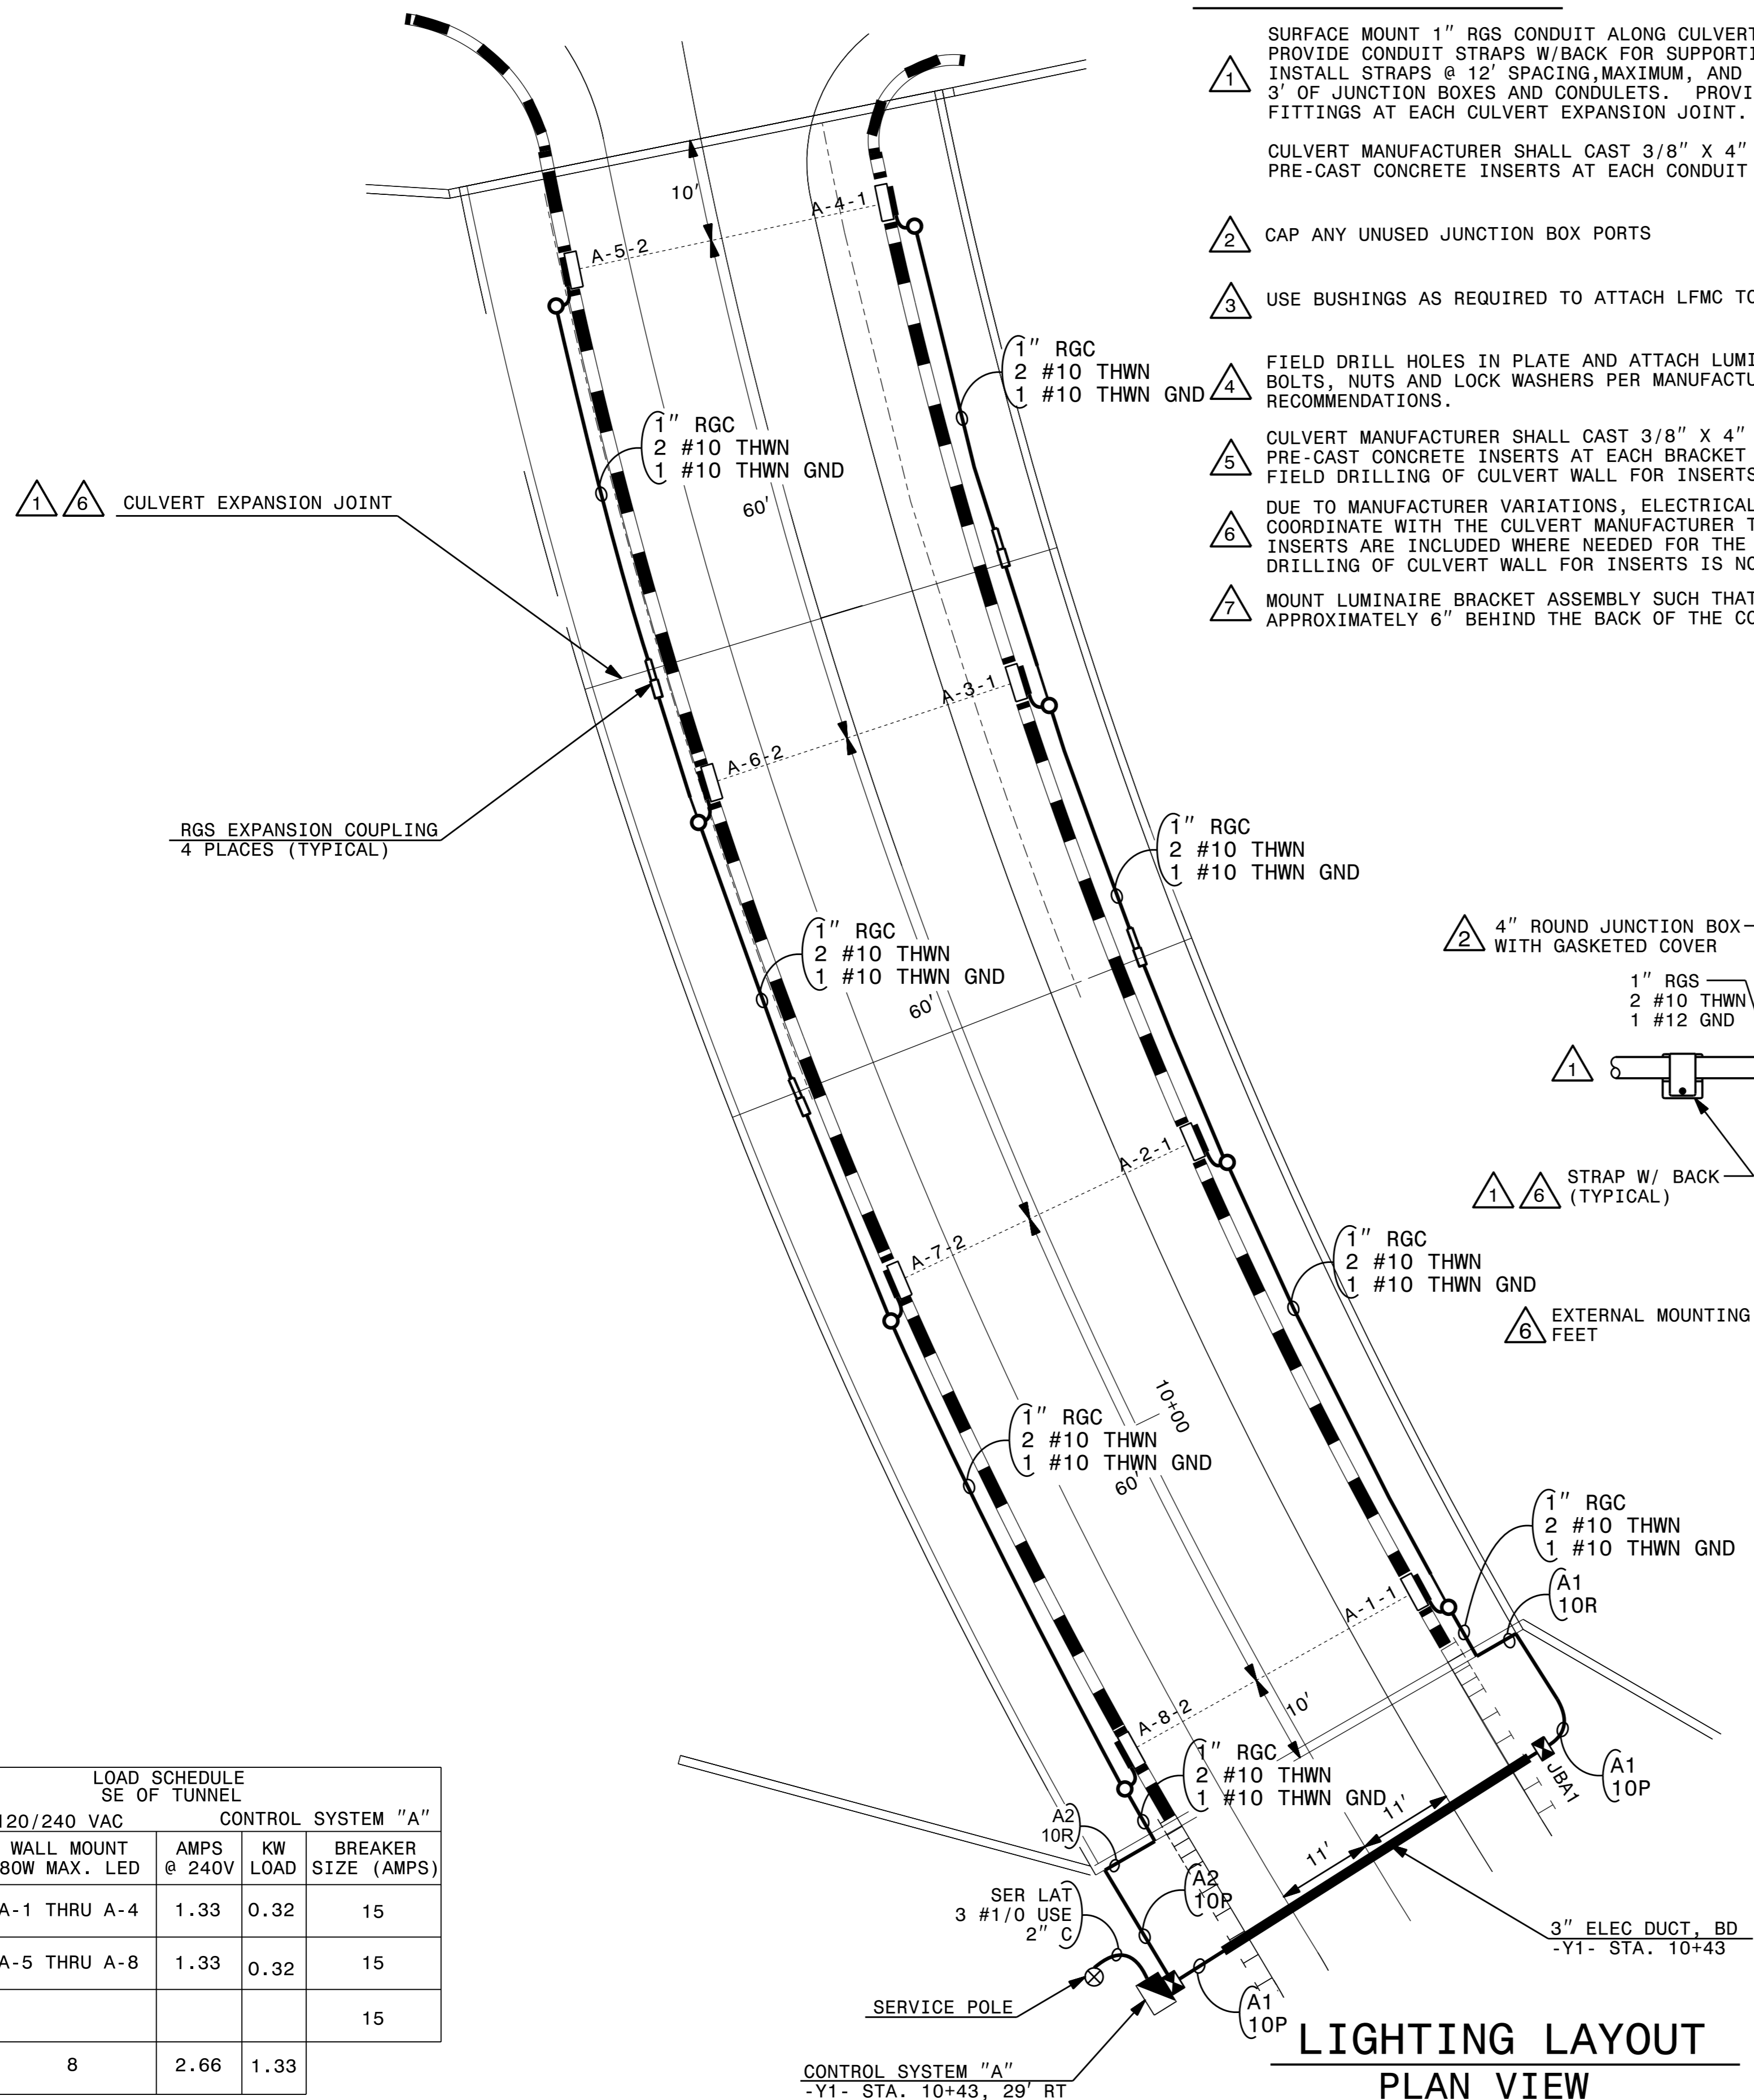 SURFACE MOUNT 1" RGS CONDUIT ALONG CULVERT
PROVIDE CONDUIT STRAPS W/BACK FOR
INSTALL STRAPS @ 12' SPACING,MAXIMUM, AND
3' OF JUNCTION BOXES AND CONDULETS.
FITTINGS AT EACH CULVERT EXPANSION JOINT.
1
CULVERT MANUFACTURER SHALL CAST 3/8" X 4"
PRE-CAST CONCRETE INSERTS AT EACH CONDUIT
2
CAP ANY UNUSED JUNCTION BOX PORTS
3
USE BUSHINGS AS REQUIRED TO ATTACH LFMC TO
4
FIELD DRILL HOLES IN PLATE AND ATTACH
BOLTS, NUTS AND LOCK WASHERS PER
RECOMMENDATIONS.
5
CULVERT MANUFACTURER SHALL CAST 3/8" X 4"
PRE-CAST CONCRETE INSERTS AT EACH BRACKET
FIELD DRILLING OF CULVERT WALL FOR INSERTS
6
DUE TO MANUFACTURER VARIATIONS, ELECTRICAL
COORDINATE WITH THE CULVERT MANUFACTURER
INSERTS ARE INCLUDED WHERE NEEDED FOR THE
DRILLING OF CULVERT WALL FOR INSERTS IS
7
MOUNT LUMINAIRE BRACKET ASSEMBLY SUCH THAT
APPROXIMATELY 6" BEHIND THE BACK OF THE
10'
A-4-1
A-5-2
1" RGC
2 #10 THWN
1 #10 THWN GND
1" RGC
2 #10 THWN
1 #10 THWN GND
60'
1 6 CULVERT EXPANSION JOINT
A-3-1
A-6-2
RGS EXPANSION COUPLING
4 PLACES (TYPICAL)
1" RGC
2 #10 THWN
1 #10 THWN GND
1" RGC
2 #10 THWN
1 #10 THWN GND
60'
2
4" ROUND JUNCTION BOX
WITH GASKETED COVER
1" RGS
2 #10 THWN
1 #12 GND
1
1 6
STRAP W/ BACK
(TYPICAL)
A-2-1
A-7-2
1" RGC
2 #10 THWN
1 #10 THWN GND
6
EXTERNAL MOUNTING
FEET
10+00
1" RGC
2 #10 THWN
1 #10 THWN GND
60'
1" RGC
2 #10 THWN
1 #10 THWN GND
A1
10R
A-1-1
A-8-2
10'
1" RGC
2 #10 THWN
1 #10 THWN GND
JBA1
A1
10P
A2
10R
11'
11'
A2
10P
SER LAT
3 #1/0 USE
2" C
3" ELEC DUCT, BD
-Y1- STA. 10+43
SERVICE POLE
A1
10P
CONTROL SYSTEM "A"
-Y1- STA. 10+43, 29' RT
LIGHTING LAYOUT
PLAN VIEW
LOAD SCHEDULE
SE OF TUNNEL
120/240 VAC CONTROL SYSTEM "A"
WALL MOUNT
80W MAX. LED
AMPS
@ 240V
KW
LOAD
BREAKER
SIZE (AMPS)
A-1 THRU A-4 1.33 0.32 15
A-5 THRU A-8 1.33 0.32 15
15
8 2.66 1.33